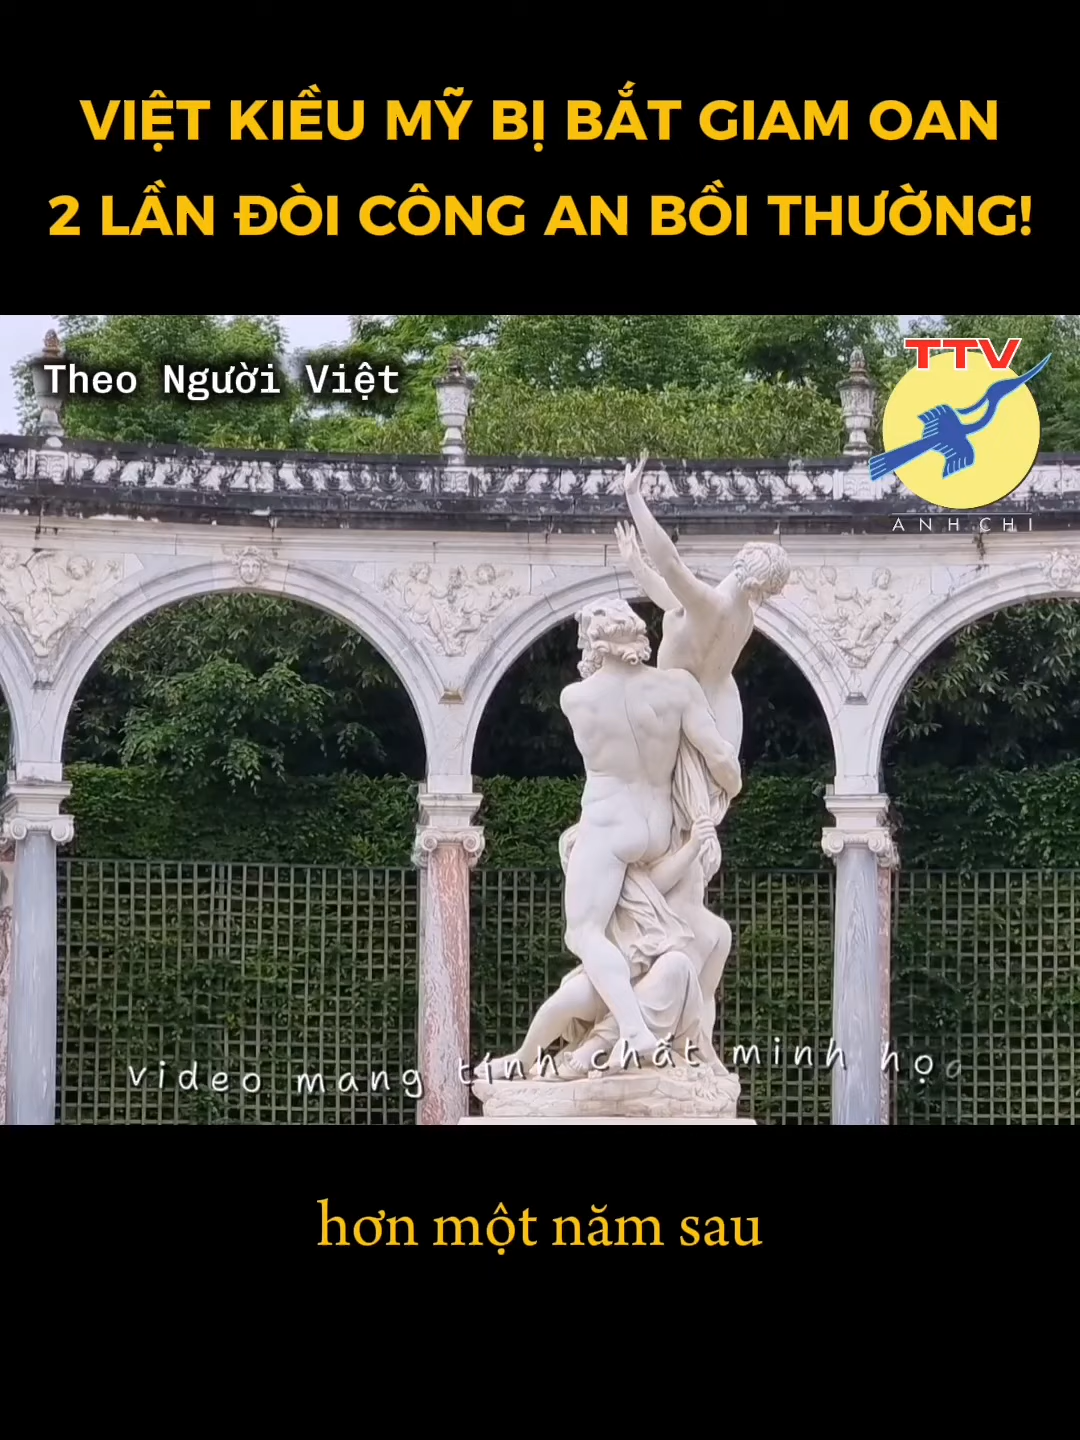 VIỆT KIỀU MỸ BỊ BẮT GIAM OAN
2 LẦN ĐÒI CÔNG AN BỒI THƯỜNG!
Theo Người Việt
TTV
ANH CHI
video mang tính chất minh họa
hơn một năm sau